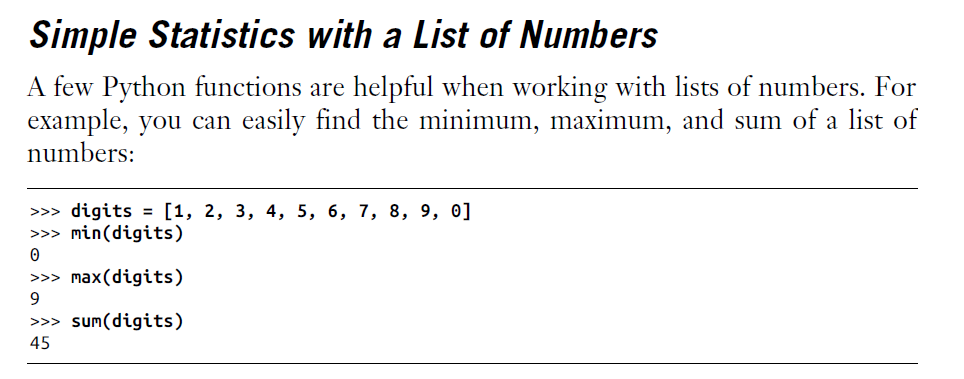 Simple Statistics with a List of Numbers
A few Python functions are helpful when working with lists of numbers. For
example, you can easily find the minimum, maximum, and sum of a list of
numbers:
>>> digits = [1, 2, 3, 4, 5, 6, 7, 8, 9, 0]
>>> min(digits)
0
>>> max(digits)
9
>>> sum(digits)
45